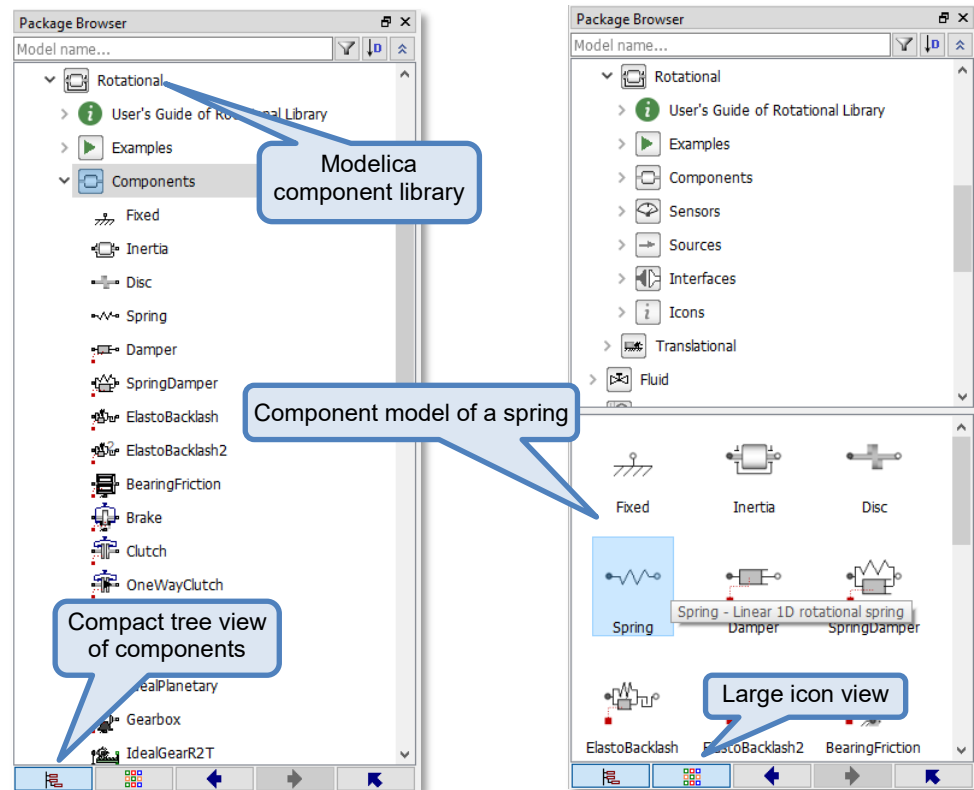 Package Browser
Model name...
Rotational
User's Guide of Rotational Library
Examples
Components
Fixed
Inertia
Disc
Spring
Damper
SpringDamper
ElastoBacklash
ElastoBacklash2
BearingFriction
Brake
Clutch
OneWayClutch
IdealPlanetary
Gearbox
IdealGearR2T
Modelica
component library
Compact tree view
of components
Package Browser
Model name...
Rotational
User's Guide of Rotational Library
Examples
Components
Sensors
Sources
Interfaces
Icons
Translational
Fluid
Component model of a spring
Fixed
Inertia
Disc
Spring
Damper
SpringDamper
Spring - Linear 1D rotational spring
ElastoBacklash
ElastoBacklash2
BearingFriction
Large icon view